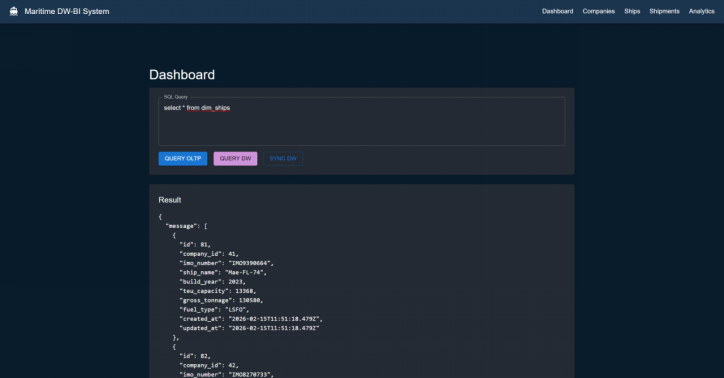 Maritime DW-BI System
Dashboard Companies Ships Shipments Analytics
Dashboard
SQL Query
select * from dim_ships
QUERY OLTP QUERY DW SYNC DW
Result
{
"message": [
{
"id": 81,
"company_id": 41,
"imo_number": "IMO9390664",
"ship_name": "Mae-FL-74",
"build_year": 2023,
"teu_capacity": 13368,
"gross_tonnage": 130580,
"fuel_type": "LSFO",
"created_at": "2026-02-15T11:51:18.479Z",
"updated_at": "2026-02-15T11:51:18.479Z"
},
{
"id": 82,
"company_id": 42,
"imo_number": "IMO8270733",